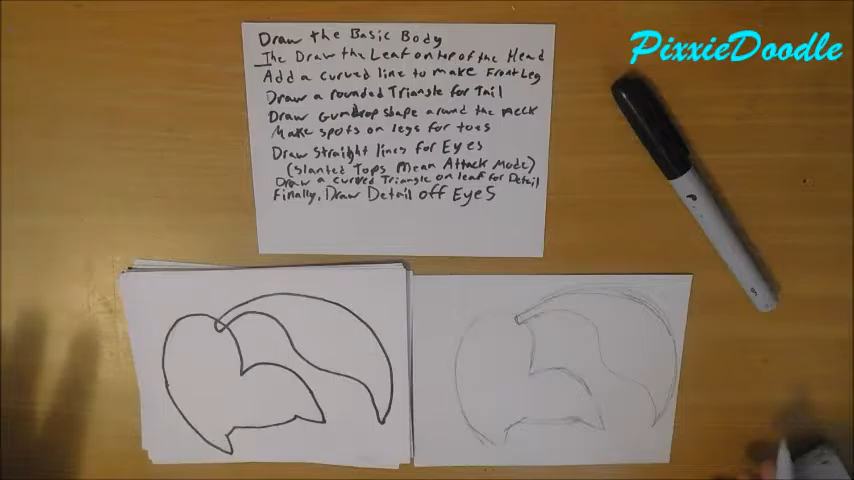 Draw the Basic Body
The Draw the Leaf on top of the Head
Add a curved line to make Front Leg
Draw a rounded Triangle for Tail
Draw Gumdrop shape around the neck
Make spots on legs for toes
Draw Straight lines for Eyes
(Slanted Tops Mean Attack Mode)
Draw a curved Triangle on leaf for Detail
Finally, Draw Detail off Eyes
PixxieDoodle